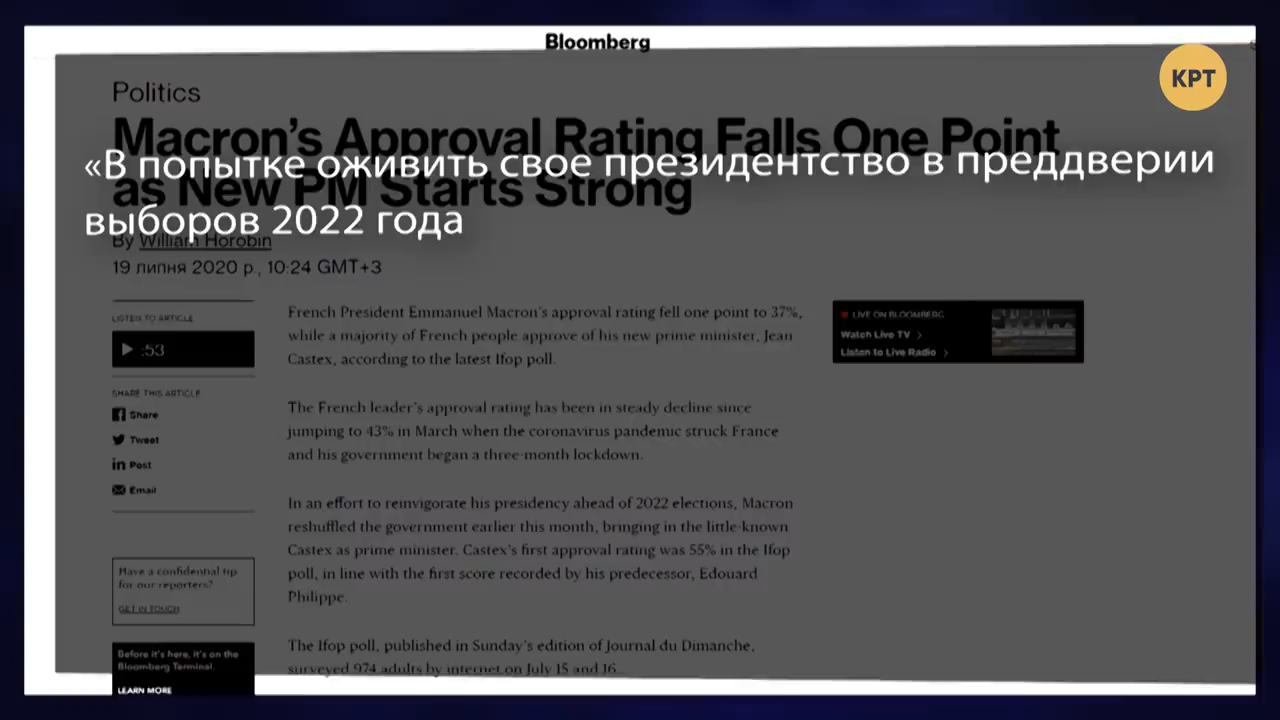 Bloomberg
КРТ
Politics
Macron's Approval Rating Falls One Point
as New PM Starts Strong
«В попытке оживить свое президентство в преддверии
выборов 2022 года
By William Horobin
19 липня 2020 р., 10:24 GMT+3
LISTEN TO ARTICLE
:53
SHARE THIS ARTICLE
Share
Tweet
Post
Email
Have a confidential tip
for our reporters?
GET IN TOUCH
Before it's here, it's on the
Bloomberg Terminal.
LEARN MORE
French President Emmanuel Macron's approval rating fell one point to 37%,
while a majority of French people approve of his new prime minister, Jean
Castex, according to the latest Ifop poll.
The French leader's approval rating has been in steady decline since
jumping to 43% in March when the coronavirus pandemic struck France
and his government began a three-month lockdown.
In an effort to reinvigorate his presidency ahead of 2022 elections, Macron
reshuffled the government earlier this month, bringing in the little-known
Castex as prime minister. Castex's first approval rating was 55% in the Ifop
poll, in line with the first score recorded by his predecessor, Edouard
Philippe.
The Ifop poll, published in Sunday's edition of Journal du Dimanche,
surveyed 974 adults by internet on July 15 and 16.
LIVE ON BLOOMBERG
Watch Live TV
Listen to Live Radio